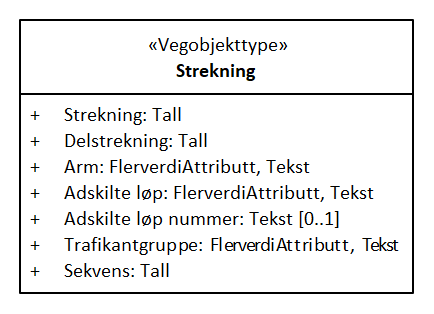 «Vegobjekttype»
Strekning
+ Strekning: Tall
+ Delstrekning: Tall
+ Arm: FlerverdiAttributt, Tekst
+ Adskilte løp: FlerverdiAttributt, Tekst
+ Adskilte løp nummer: Tekst [0..1]
+ Trafikantgruppe: FlerverdiAttributt, Tekst
+ Sekvens: Tall